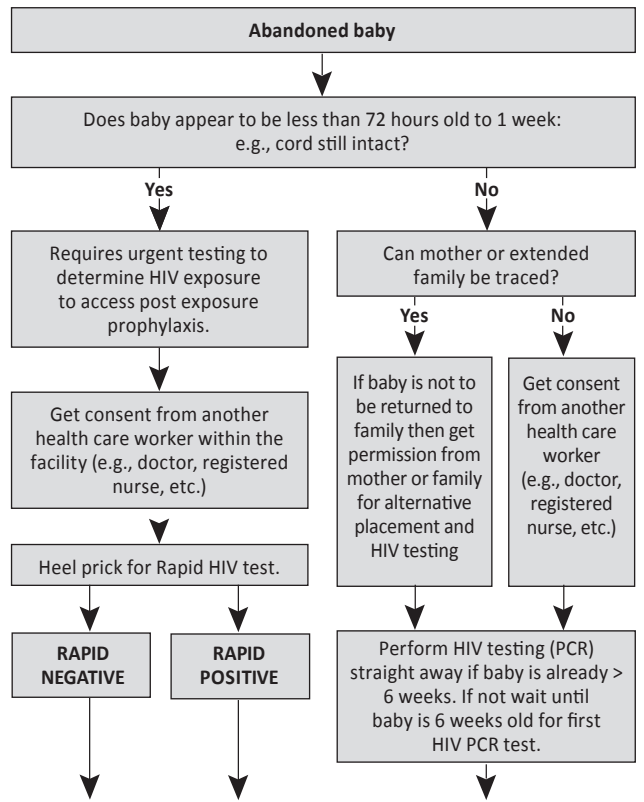 Abandoned baby
Does baby appear to be less than 72 hours old to 1 week:
e.g., cord still intact?
Yes
No
Requires urgent testing to
determine HIV exposure
to access post exposure
prophylaxis.
Can mother or extended
family be traced?
Yes
No
Get consent from another
health care worker within the
facility (e.g., doctor, registered
nurse, etc.)
If baby is not to
be returned to
family then get
permission from
mother or family
for alternative
placement and
HIV testing
Get consent
from another
health care
worker
(e.g., doctor,
registered
nurse, etc.)
Heel prick for Rapid HIV test.
RAPID
NEGATIVE
RAPID
POSITIVE
Perform HIV testing (PCR)
straight away if baby is already >
6 weeks. If not wait until
baby is 6 weeks old for first
HIV PCR test.